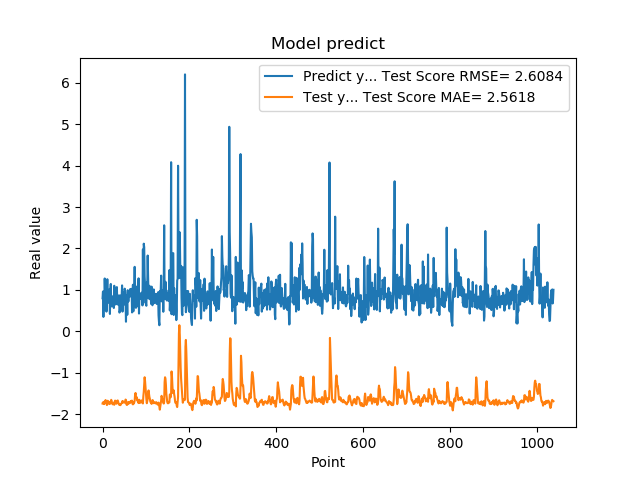 Model predict
Predict y... Test Score RMSE= 2.6084
Test y... Test Score MAE= 2.5618
Real value
6
5
4
3
2
1
0
−1
−2
0 200 400 600 800 1000
Point